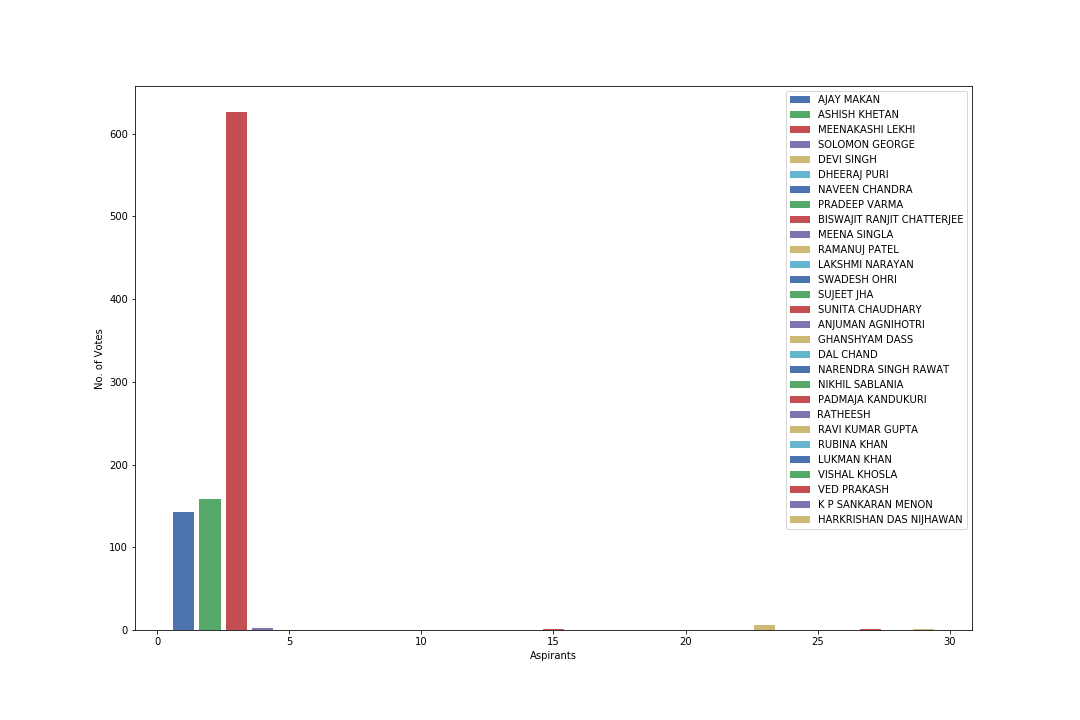 AJAY MAKAN
ASHISH KHETAN
MEENAKASHI LEKHI
SOLOMON GEORGE
DEVI SINGH
DHEERAJ PURI
NAVEEN CHANDRA
PRADEEP VARMA
BISWAJIT RANJIT CHATTERJEE
MEENA SINGLA
RAMANUJ PATEL
LAKSHMI NARAYAN
SWADESH OHRI
SUJEET JHA
SUNITA CHAUDHARY
ANJUMAN AGNIHOTRI
GHANSHYAM DASS
DAL CHAND
NARENDRA SINGH RAWAT
NIKHIL SABLANIA
PADMAJA KANDUKURI
RATHEESH
RAVI KUMAR GUPTA
RUBINA KHAN
LUKMAN KHAN
VISHAL KHOSLA
VED PRAKASH
K P SANKARAN MENON
HARKRISHAN DAS NIJHAWAN
600
500
400
300
200
100
0
No. of Votes
0 5 10 15 20 25 30
Aspirants